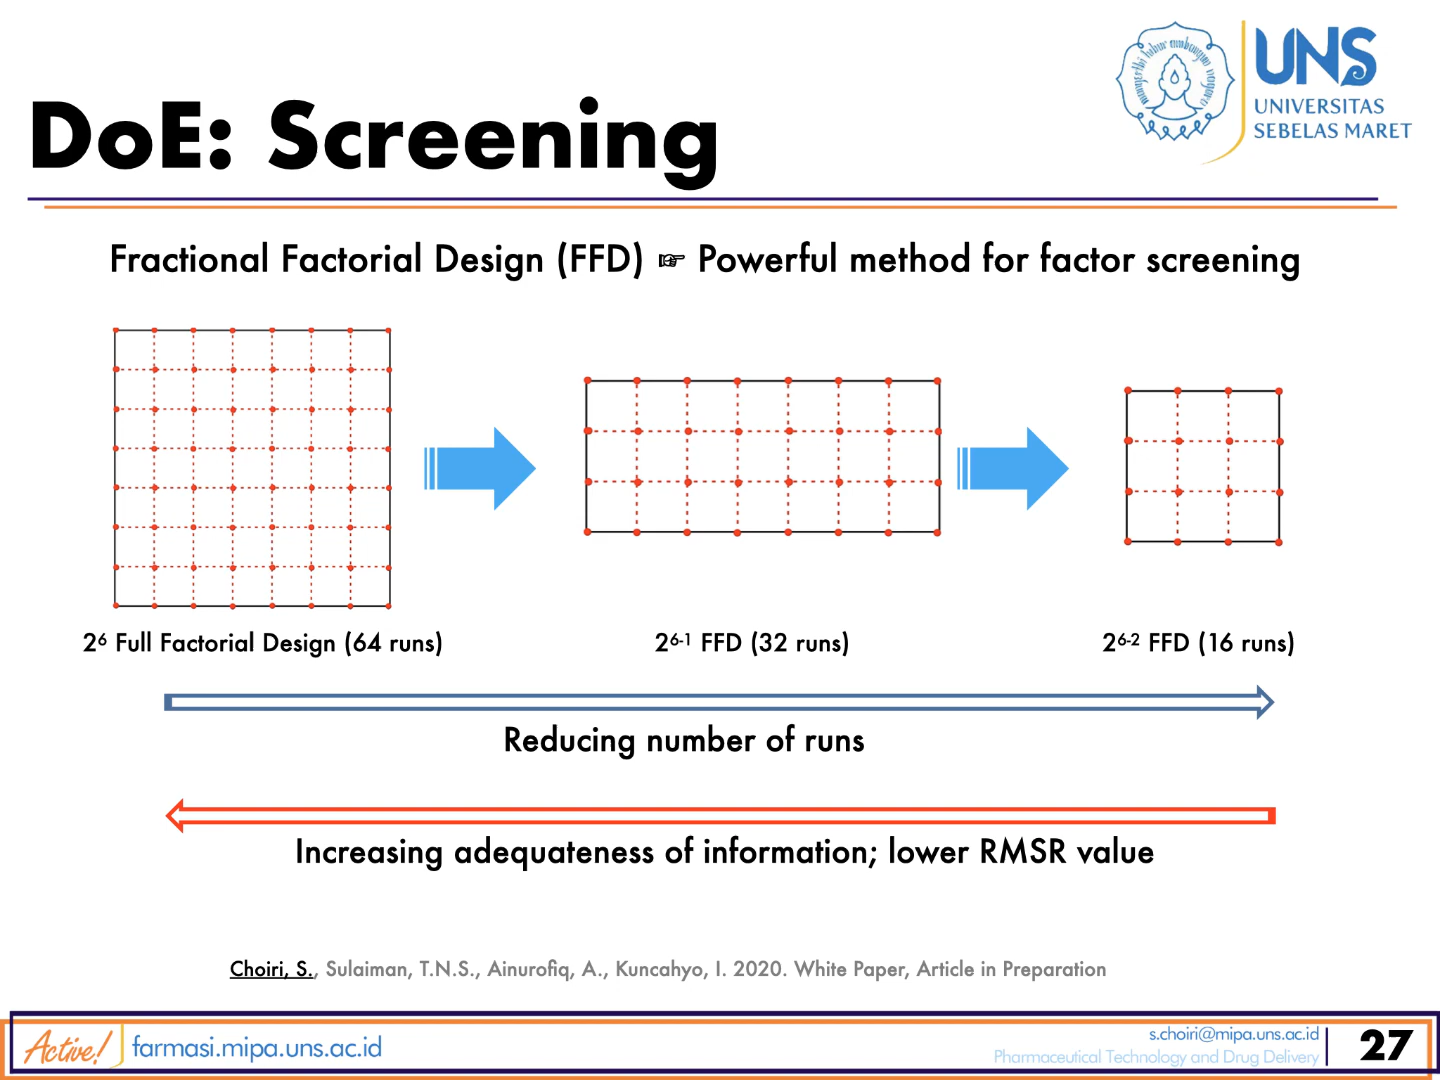 UNS
UNIVERSITAS
SEBELAS MARET
DoE: Screening
Fractional Factorial Design (FFD) ☞ Powerful method for factor screening
2⁶ Full Factorial Design (64 runs)
2⁶⁻¹ FFD (32 runs)
2⁶⁻² FFD (16 runs)
Reducing number of runs
Increasing adequateness of information; lower RMSR value
Choiri, S., Sulaiman, T.N.S., Ainurofiq, A., Kuncahyo, I. 2020. White Paper, Article in Preparation
Active!
farmasi.mipa.uns.ac.id
s.choiri@mipa.uns.ac.id
Pharmaceutical Technology and Drug Delivery
27